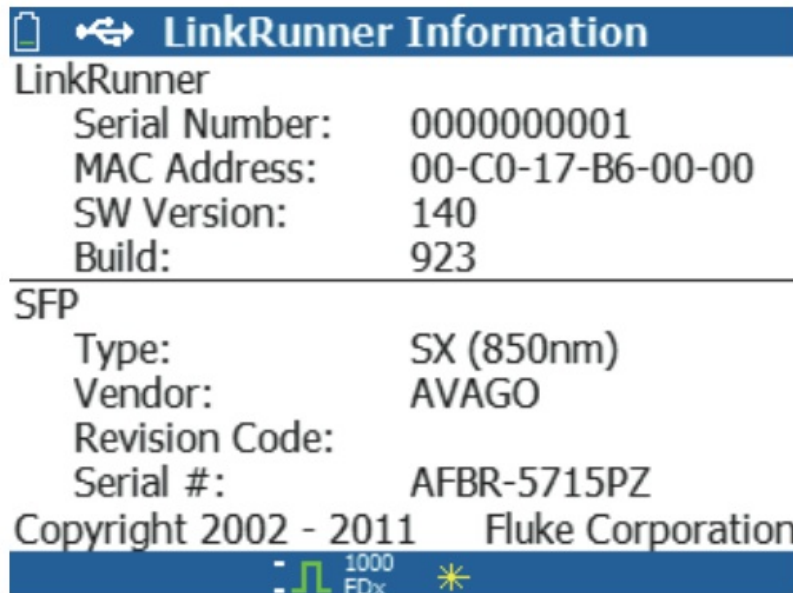 LinkRunner Information
LinkRunner
Serial Number: 0000000001
MAC Address: 00-C0-17-B6-00-00
SW Version: 140
Build: 923
SFP
Type: SX (850nm)
Vendor: AVAGO
Revision Code:
Serial #: AFBR-5715PZ
Copyright 2002 - 2011 Fluke Corporation
1000
FDx